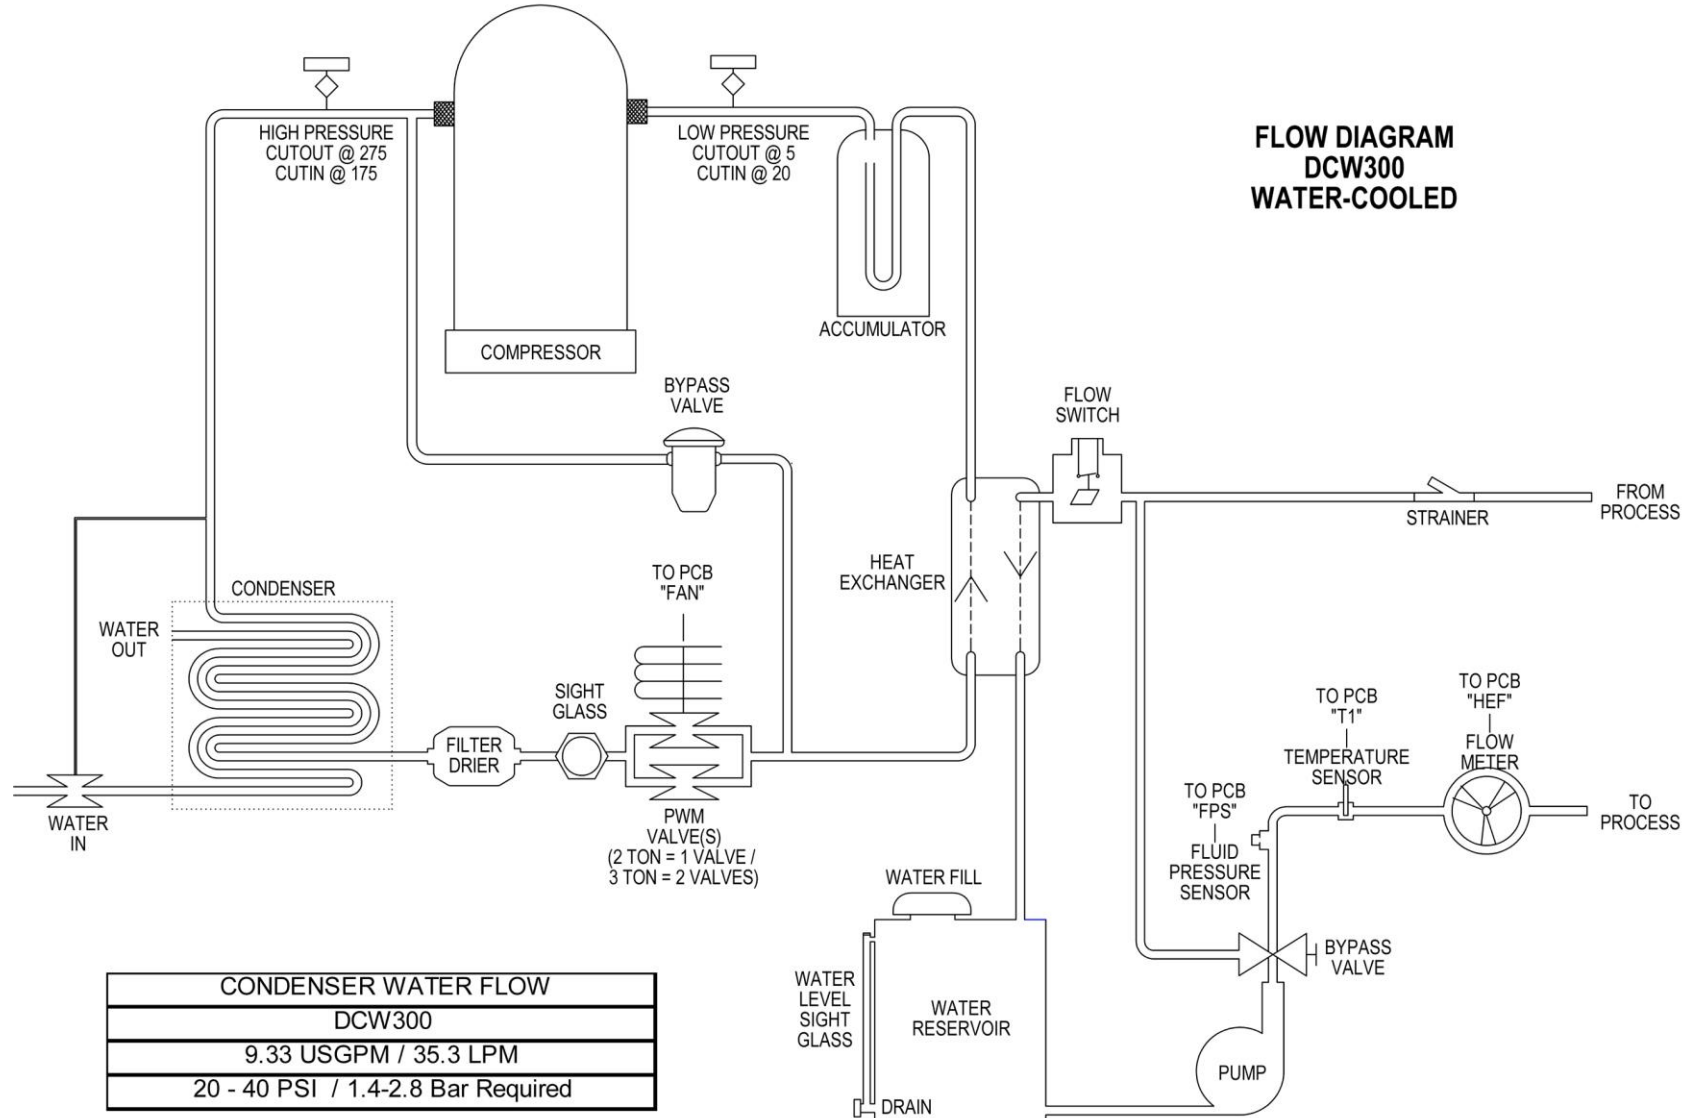 HIGH PRESSURE
CUTOUT @ 275
CUTIN @ 175
LOW PRESSURE
CUTOUT @ 5
CUTIN @ 20
FLOW DIAGRAM
DCW300
WATER-COOLED
ACCUMULATOR
COMPRESSOR
BYPASS
VALVE
FLOW
SWITCH
FROM
PROCESS
STRAINER
HEAT
EXCHANGER
TO PCB
"FAN"
CONDENSER
WATER
OUT
SIGHT
GLASS
FILTER
DRIER
WATER
IN
PWM
VALVE(S)
(2 TON = 1 VALVE /
3 TON = 2 VALVES)
TO PCB
"HEF"
FLOW
METER
TO PCB
"T1"
TEMPERATURE
SENSOR
TO PCB
"FPS"
FLUID
PRESSURE
SENSOR
TO
PROCESS
WATER FILL
BYPASS
VALVE
WATER
LEVEL
SIGHT
GLASS
WATER
RESERVOIR
PUMP
DRAIN
CONDENSER WATER FLOW
DCW300
9.33 USGPM / 35.3 LPM
20 - 40 PSI / 1.4-2.8 Bar Required